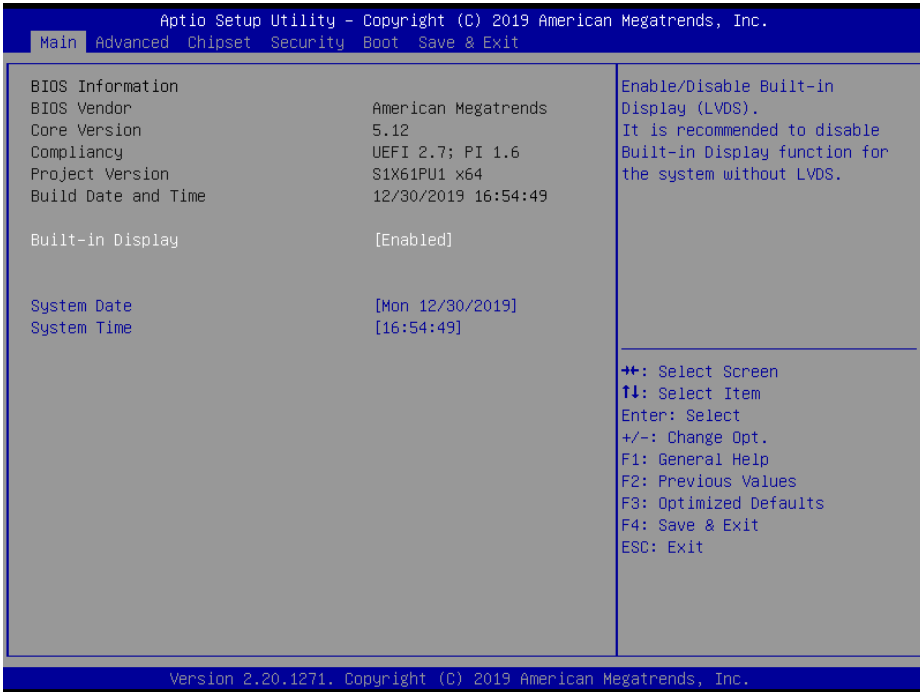 Aptio Setup Utility – Copyright (C) 2019 American Megatrends, Inc.
Main Advanced Chipset Security Boot Save & Exit
BIOS Information
BIOS Vendor American Megatrends
Core Version 5.12
Compliancy UEFI 2.7; PI 1.6
Project Version S1X61PU1 x64
Build Date and Time 12/30/2019 16:54:49
Built-in Display [Enabled]
System Date [Mon 12/30/2019]
System Time [16:54:49]
Enable/Disable Built-in
Display (LVDS).
It is recommended to disable
Built-in Display function for
the system without LVDS.
→←: Select Screen
↑↓: Select Item
Enter: Select
+/-: Change Opt.
F1: General Help
F2: Previous Values
F3: Optimized Defaults
F4: Save & Exit
ESC: Exit
Version 2.20.1271. Copyright (C) 2019 American Megatrends, Inc.